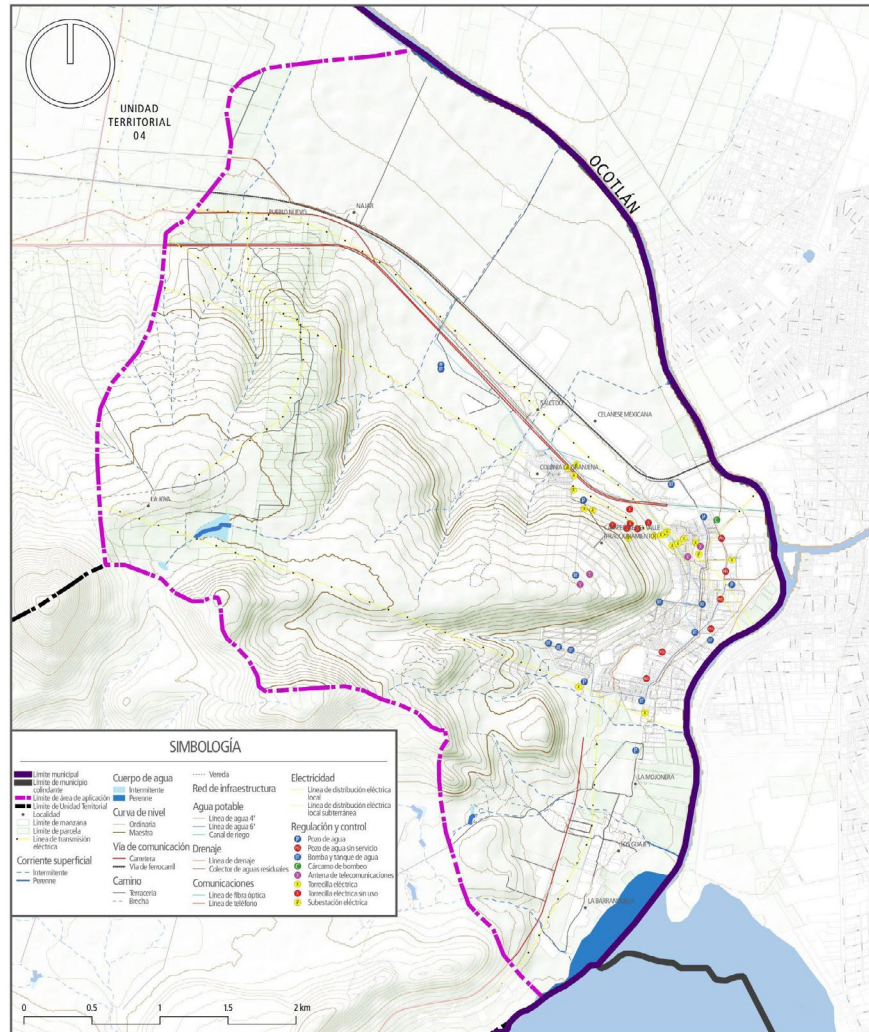 UNIDAD
TERRITORIAL
04
OCOTLÁN
PUEBLO NUEVO
NAJAR
SALCEDO
CELANESE MEXICANA
COLONIA LA GRANJENA
LA MOJONERA
LA BARRANQUILLA
SIMBOLOGÍA
Límite municipal
Límite de municipio
colindante
Límite de área de aplicación
Límite de Unidad Territorial
Localidad
Límite de manzana
Límite de parcela
Línea de transmisión
eléctrica
Corriente superficial
Intermitente
Perenne
Cuerpo de agua
Intermitente
Perenne
Curva de nivel
Ordinaria
Maestra
Vía de comunicación
Carretera
Vía de ferrocarril
Camino
Terracería
Brecha
Vereda
Red de infraestructura
Agua potable
Línea de agua 4"
Línea de agua 6"
Canal de riego
Drenaje
Línea de drenaje
Colector de aguas residuales
Comunicaciones
Línea de fibra óptica
Línea de teléfono
Electricidad
Línea de distribución eléctrica
local
Línea de distribución eléctrica
local subterránea
Regulación y control
Pozo de agua
Pozo de agua sin servicio
Bomba y tanque de agua
Cárcamo de bombeo
Antena de telecomunicaciones
Torrecilla eléctrica
Torrecilla eléctrica sin uso
Subestación eléctrica
0 0.5 1 1.5 2 km